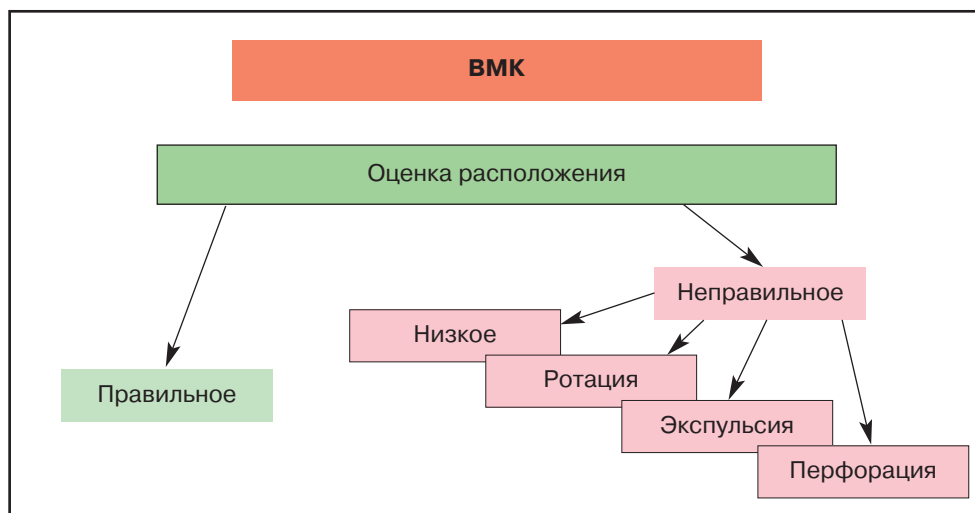 ВМК
Оценка расположения
Неправильное
Низкое
Ротация
Правильное
Экспульсия
Перфорация